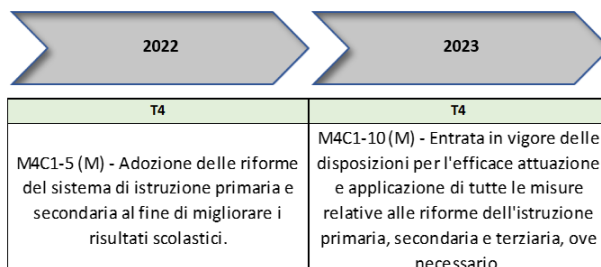 2022
2023
T4
T4
M4C1-5 (M) - Adozione delle riforme
del sistema di istruzione primaria e
secondaria al fine di migliorare i
risultati scolastici.
M4C1-10 (M) - Entrata in vigore delle
disposizioni per l'efficace attuazione
e applicazione di tutte le misure
relative alle riforme dell'istruzione
primaria, secondaria e terziaria, ove
necessario